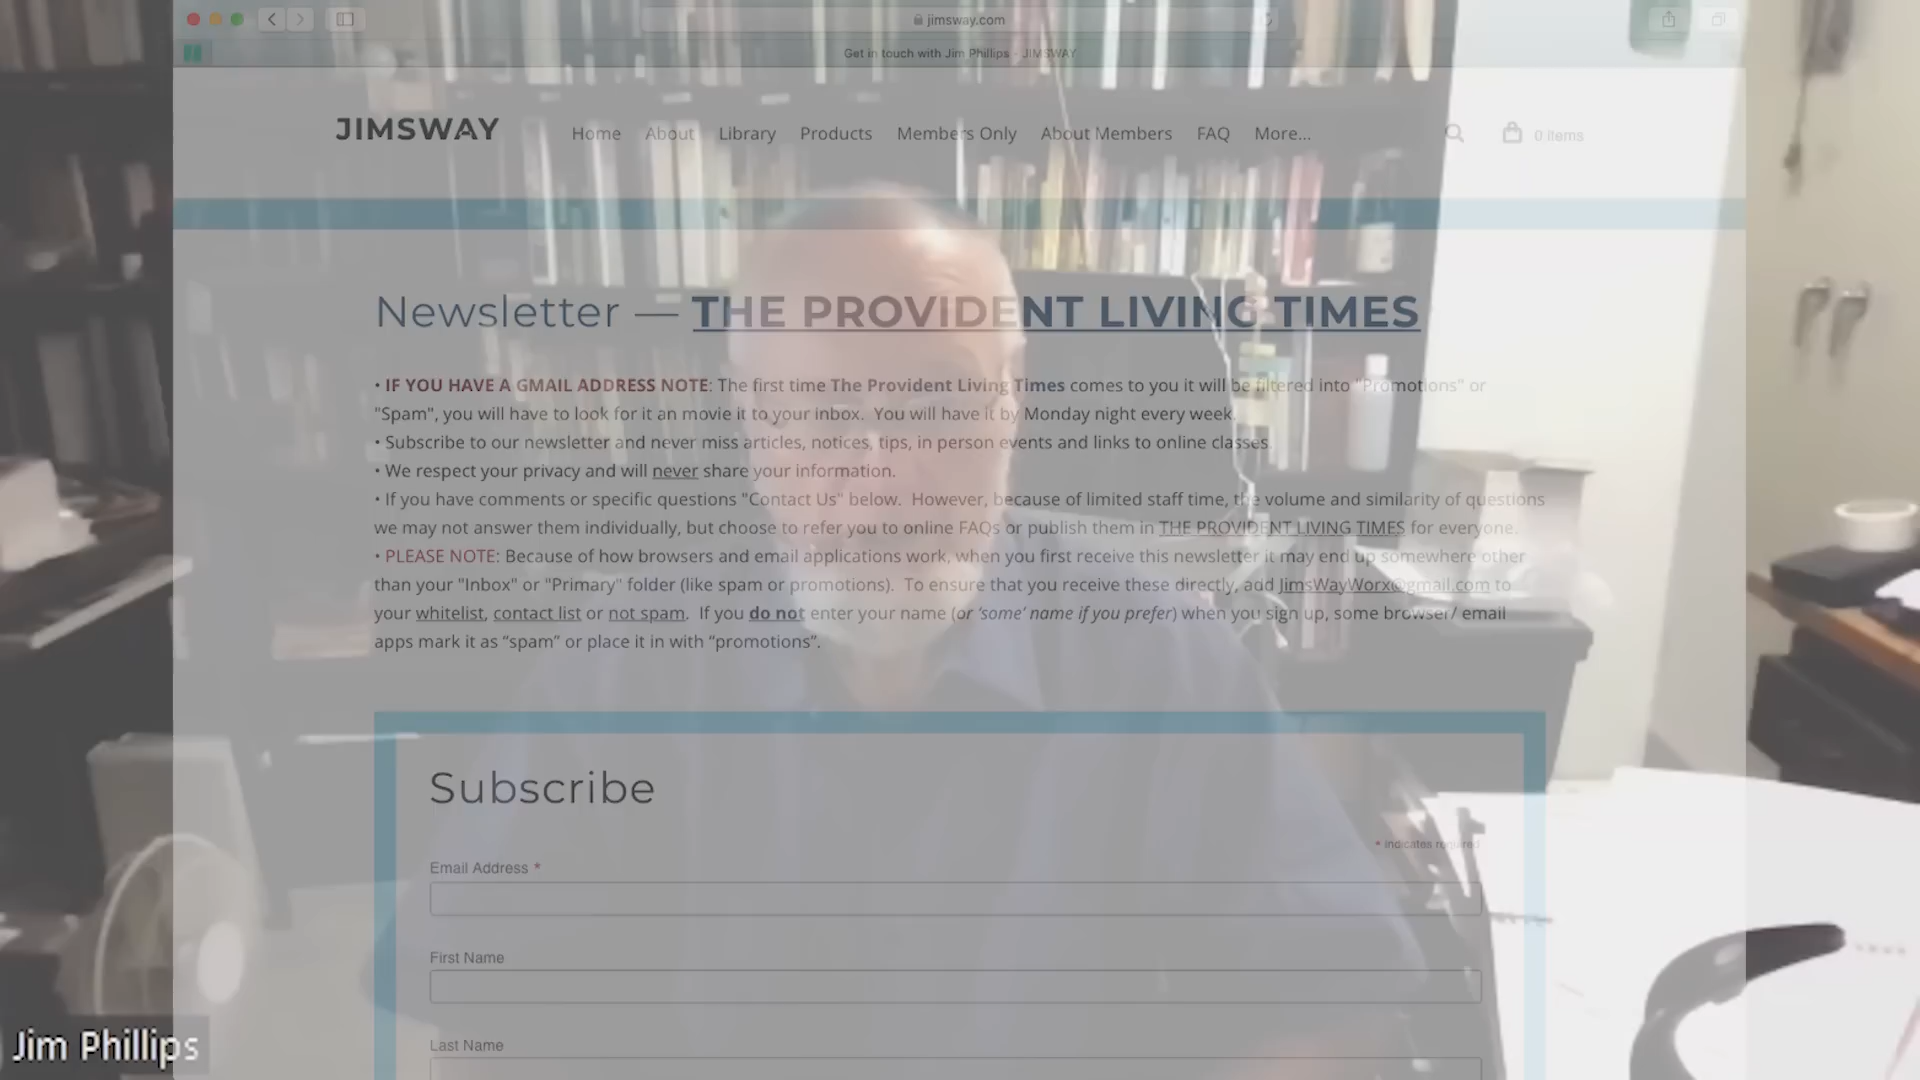 jimsway.com
Get in touch with Jim Phillips - JIMSWAY
JIMSWAY Home About Library Products Members Only About Members FAQ More... 0 items
Newsletter — THE PROVIDENT LIVING TIMES
• IF YOU HAVE A GMAIL ADDRESS NOTE: The first time The Provident Living Times comes to you it will be filtered into "Promotions" or
"Spam", you will have to look for it an movie it to your inbox. You will have it by Monday night every week.
• Subscribe to our newsletter and never miss articles, notices, tips, in person events and links to online classes.
• We respect your privacy and will never share your information.
• If you have comments or specific questions "Contact Us" below. However, because of limited staff time, the volume and similarity of questions
we may not answer them individually, but choose to refer you to online FAQs or publish them in THE PROVIDENT LIVING TIMES for everyone.
• PLEASE NOTE: Because of how browsers and email applications work, when you first receive this newsletter it may end up somewhere other
than your "Inbox" or "Primary" folder (like spam or promotions). To ensure that you receive these directly, add JimsWayWorx@gmail.com to
your whitelist, contact list or not spam. If you do not enter your name (or ‘some’ name if you prefer) when you sign up, some browser/ email
apps mark it as “spam” or place it in with “promotions”.
Subscribe
* indicates required
Email Address *
First Name
Last Name
Jim Phillips